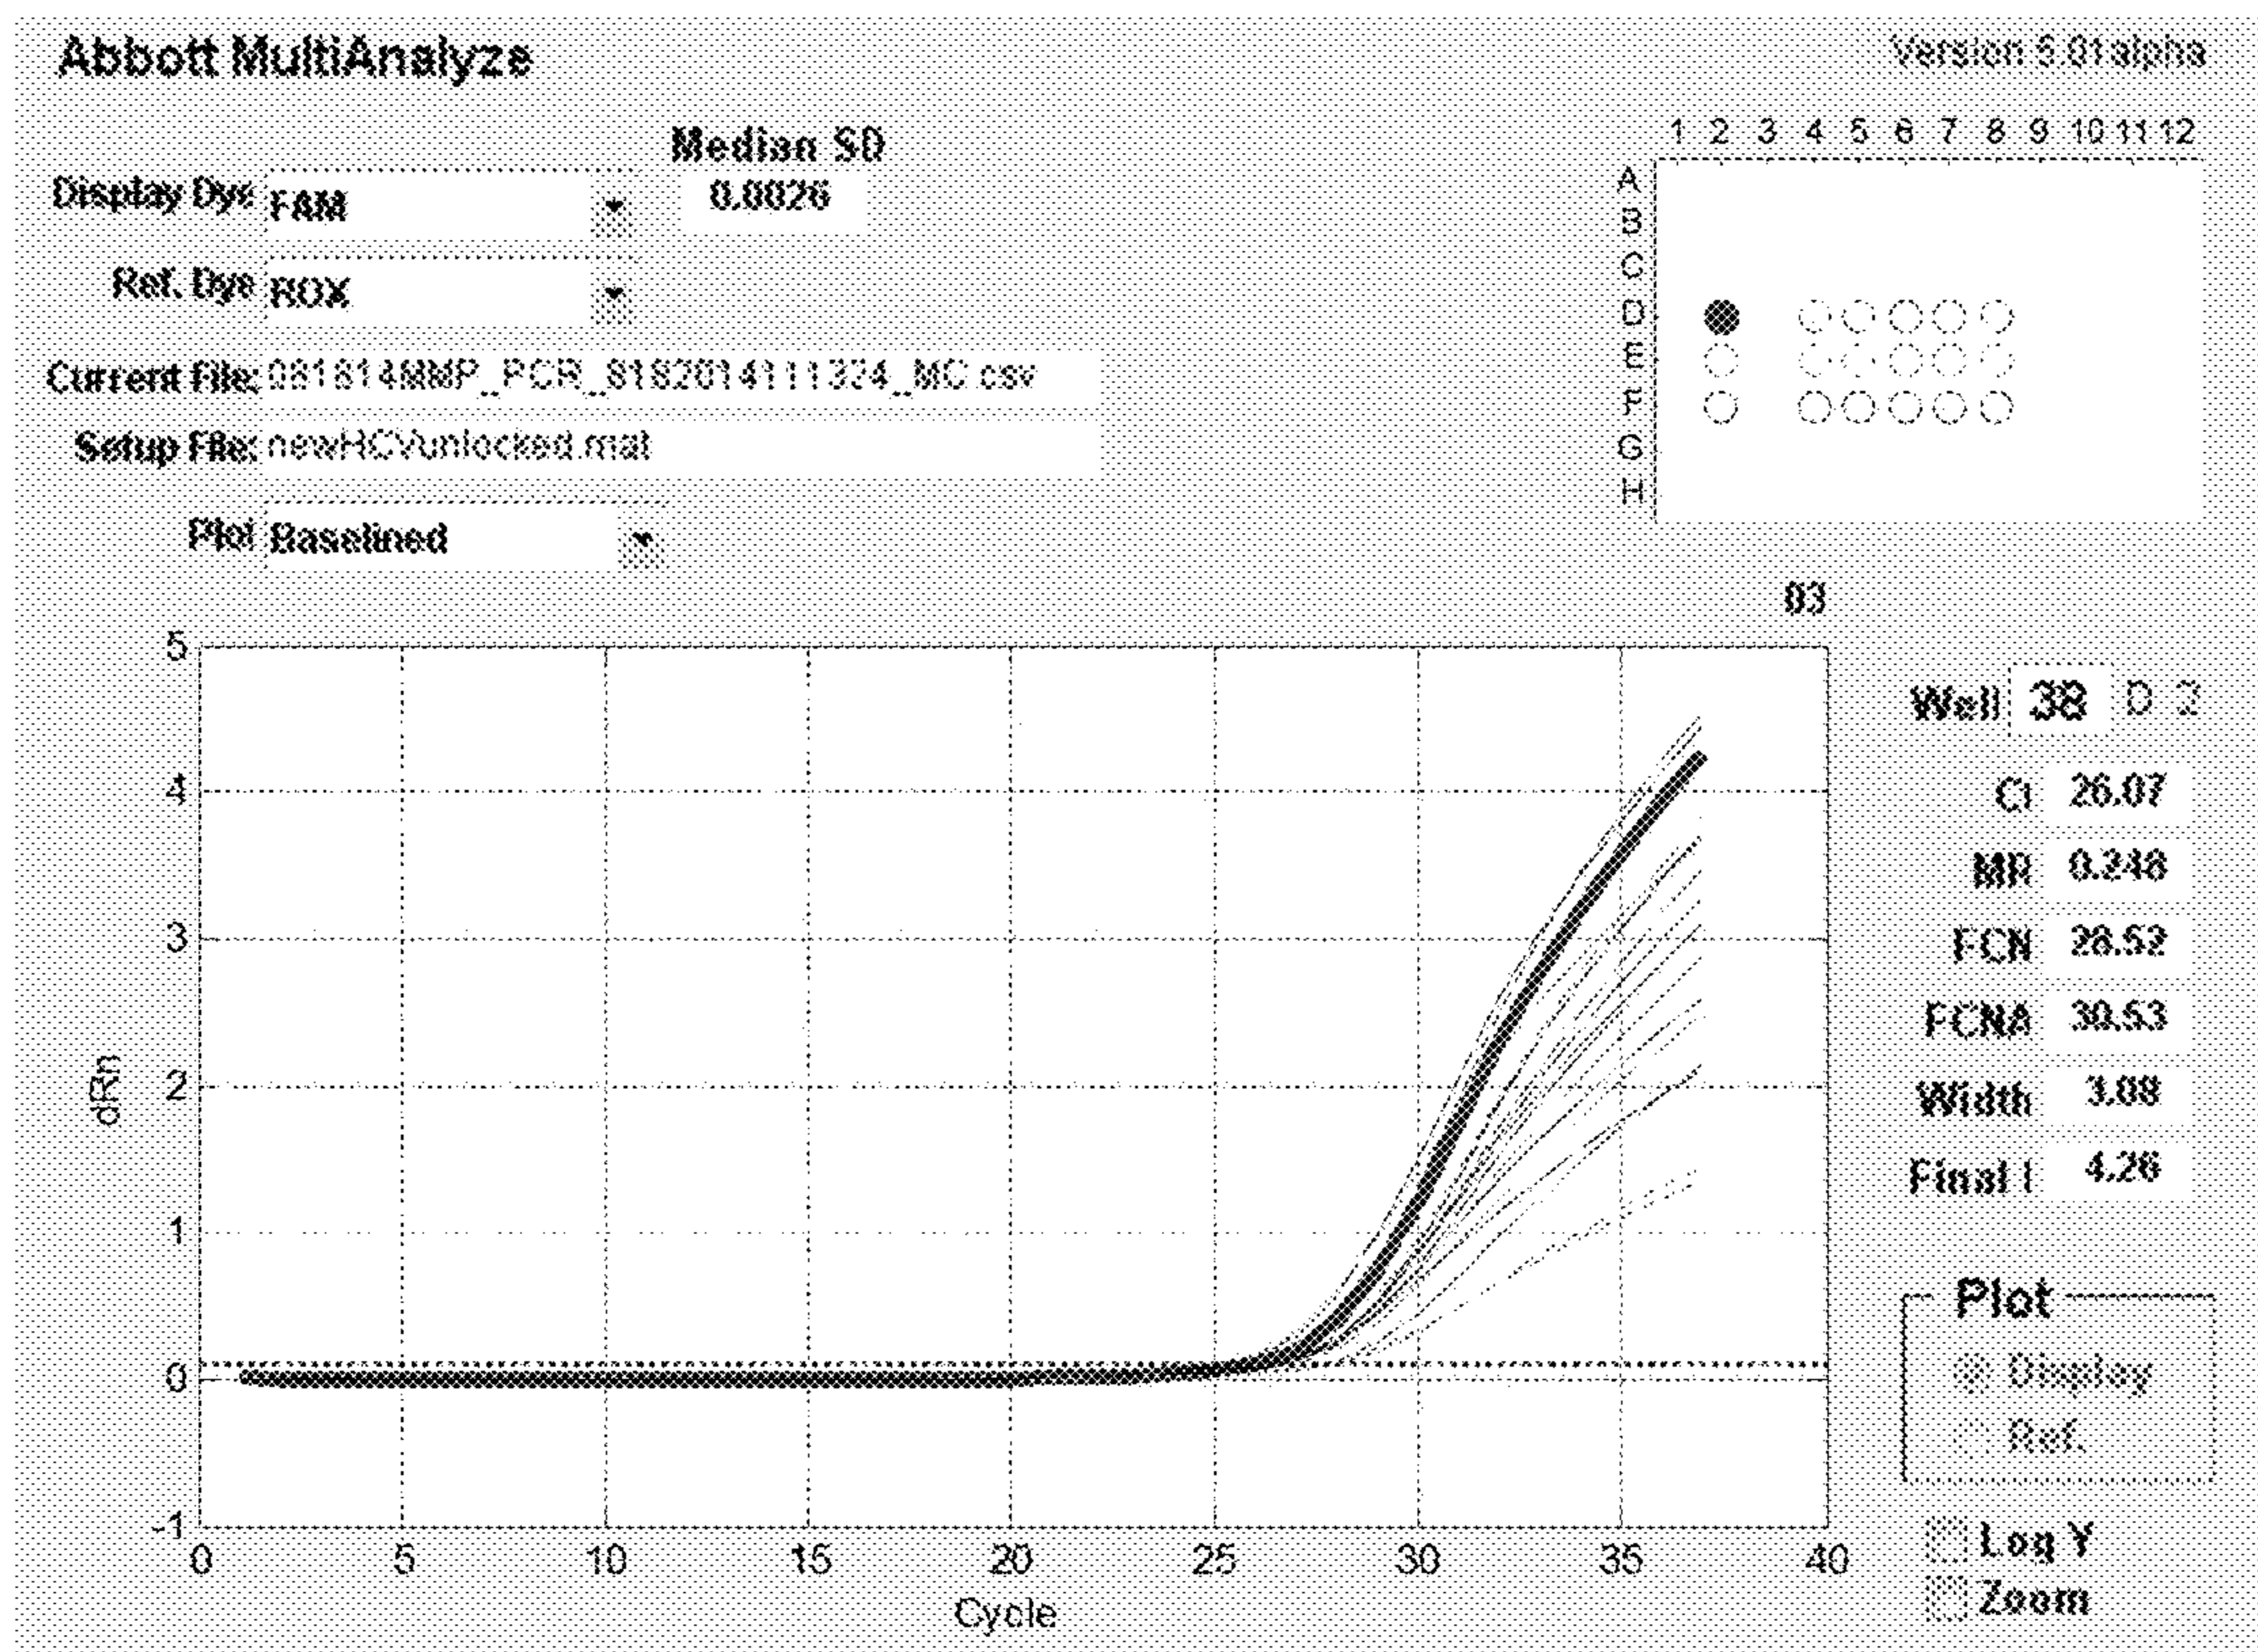 Abbott MultiAnalyze
Version 5.01alpha
Median SD
Display Dye FAM 0.0026
Ref. Dye ROX
Current File: 081814MMP_PCR_8182014111324_MC.csv
Setup File: newHCVunlocked.mat
Plot Baselined
1 2 3 4 5 6 7 8 9 10 11 12
A
B
C
D
E
F
G
H
03
5
4
3
2
1
0
-1
dRn
0 5 10 15 20 25 30 35 40
Cycle
Well 38 D 2
Ct 26.07
MR 0.248
FCN 28.52
FCNA 30.53
Width 3.08
Final I 4.26
Plot
Display
Ref.
Log Y
Zoom